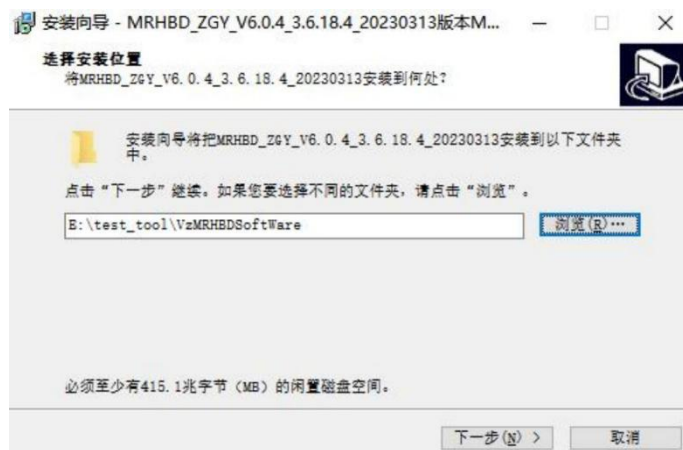 安装向导 - MRHBD_ZGY_V6.0.4_3.6.18.4_20230313版本M...
选择安装位置
将MRHBD_ZGY_V6.0.4_3.6.18.4_20230313安装到何处?
安装向导将把MRHBD_ZGY_V6.0.4_3.6.18.4_20230313安装到以下文件夹
中。
点击“下一步”继续。如果您要选择不同的文件夹,请点击“浏览”。
E:\test_tool\VzMRHBDSoftWare
浏览(R)...
必须至少有415.1兆字节(MB)的闲置磁盘空间。
下一步(N) >
取消